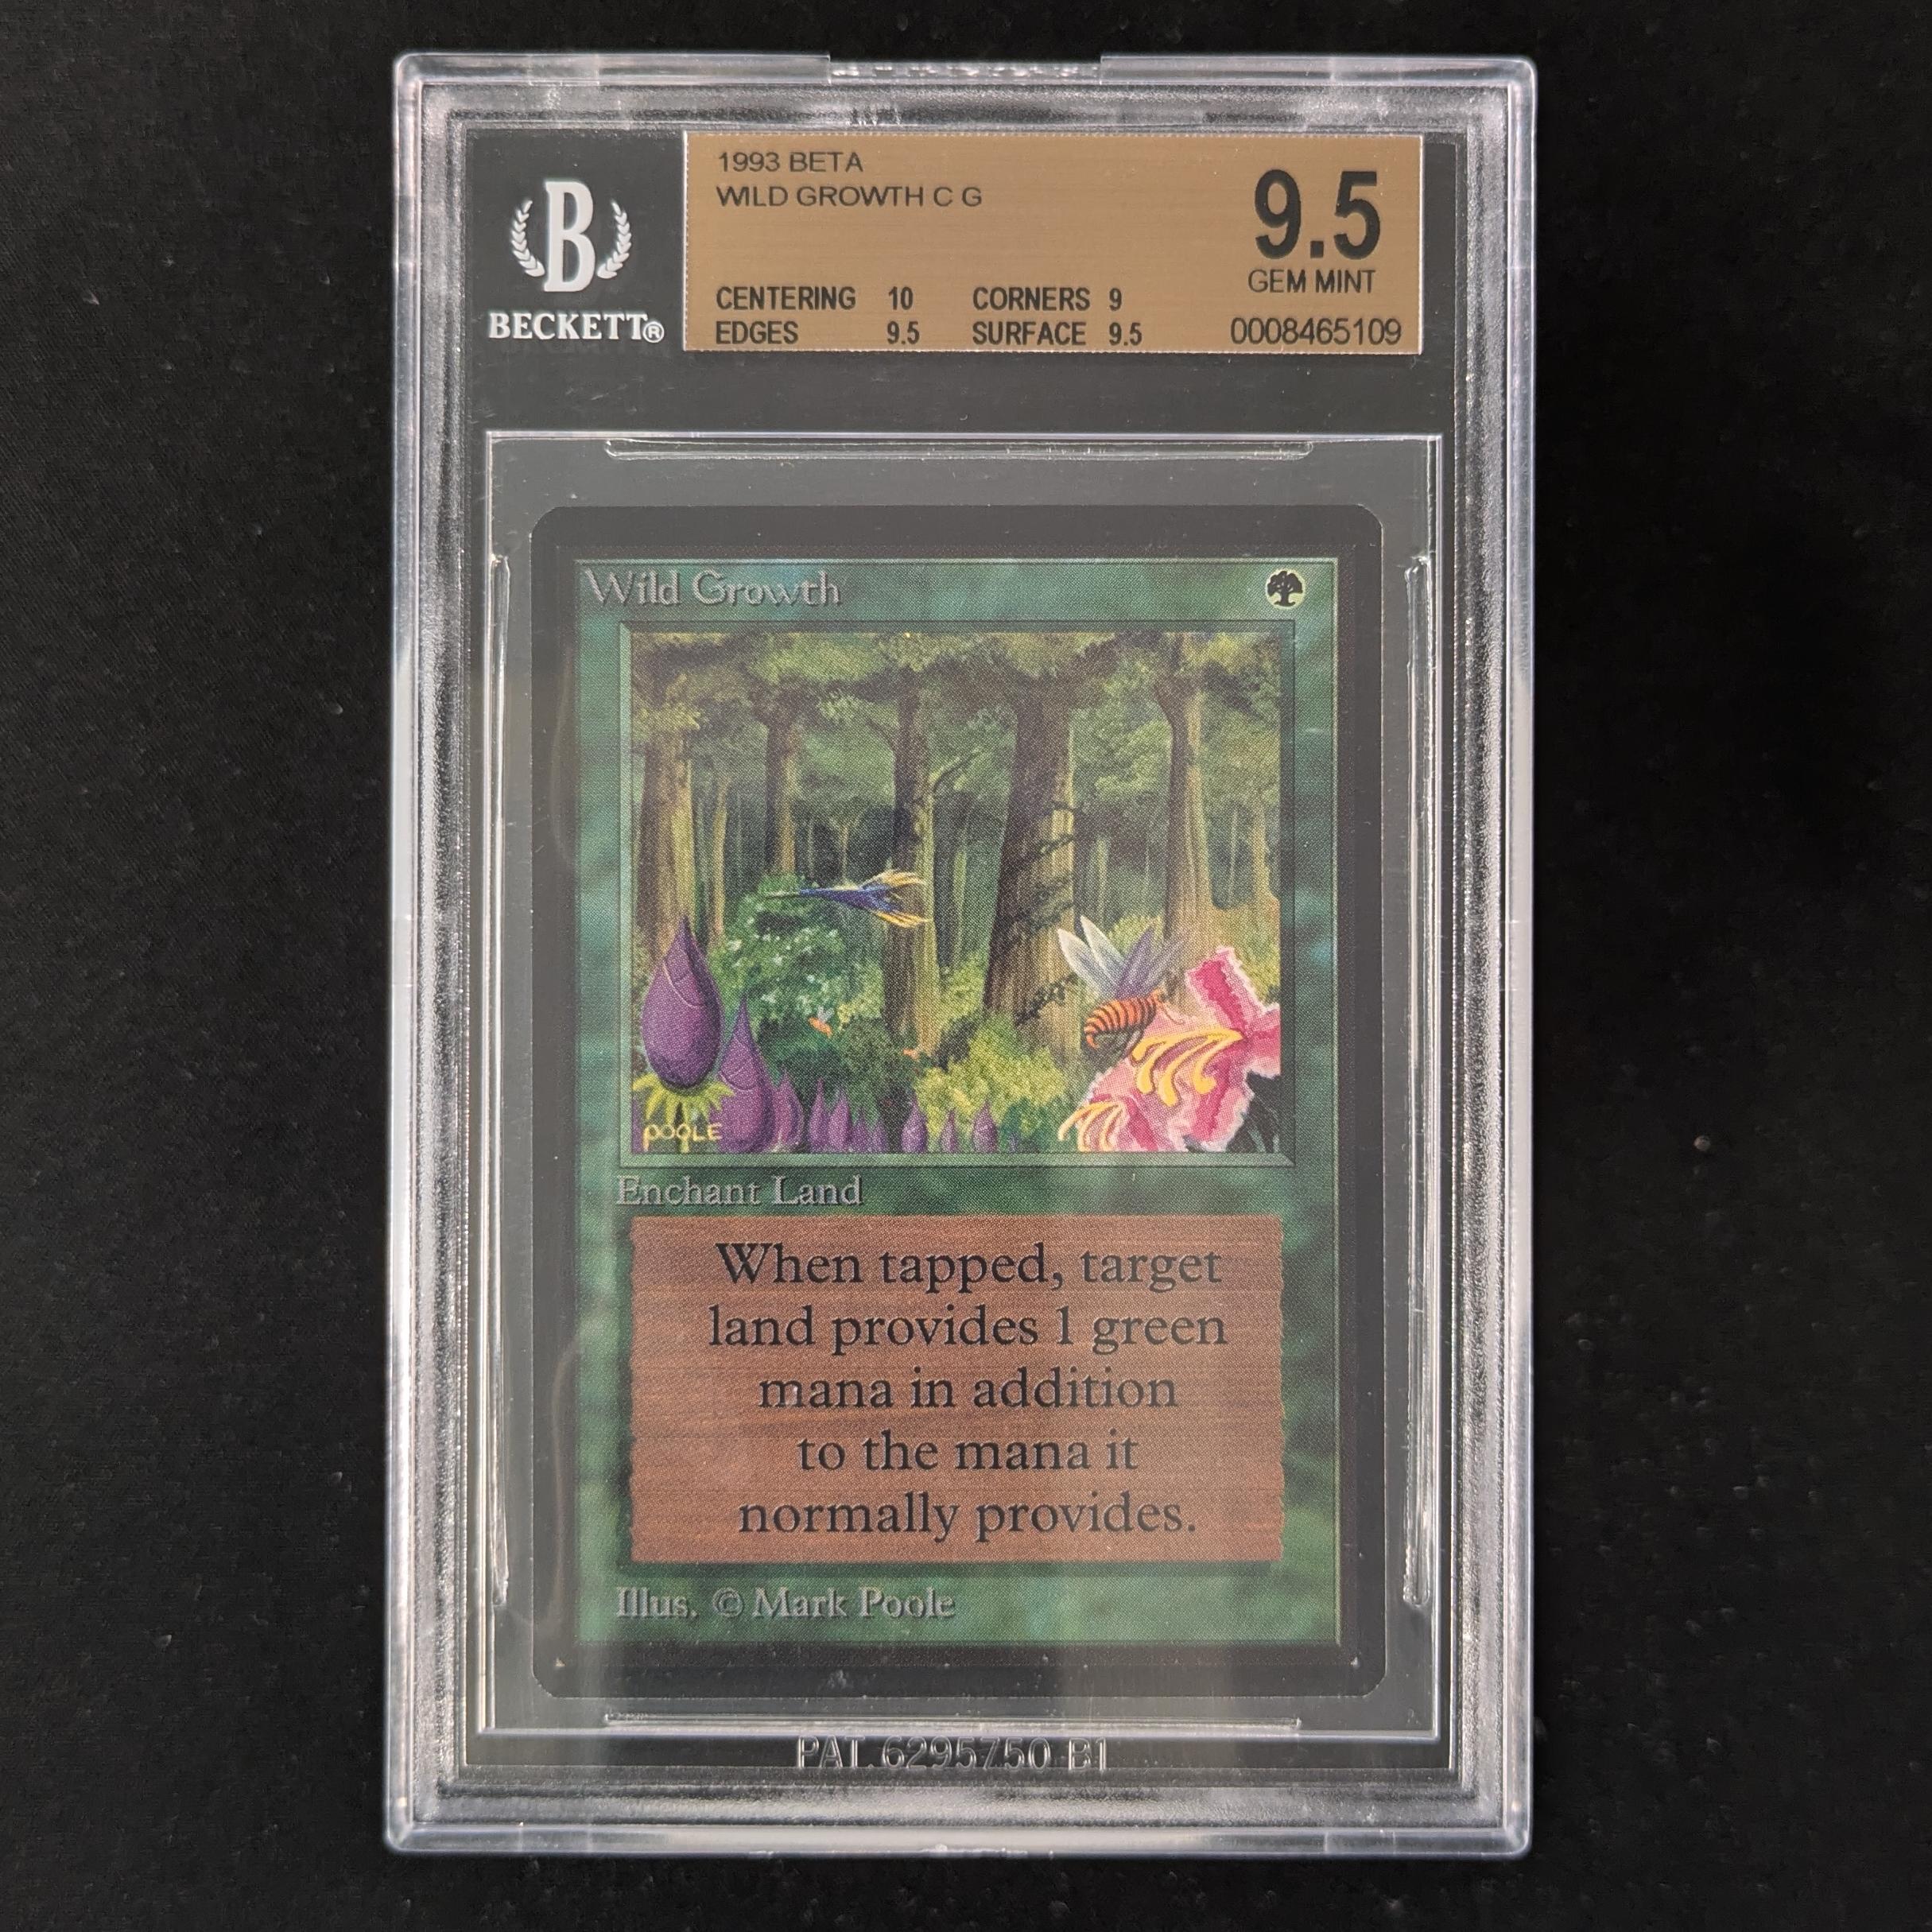 1993 BETA
WILD GROWTH C G
9.5
GEM MINT
CENTERING 10 CORNERS 9
EDGES 9.5 SURFACE 9.5
0008465109
B
BECKETT®
Wild Growth
POOLE
Enchant Land
When tapped, target
land provides 1 green
mana in addition
to the mana it
normally provides.
Illus. © Mark Poole
PAT.6295750 B1